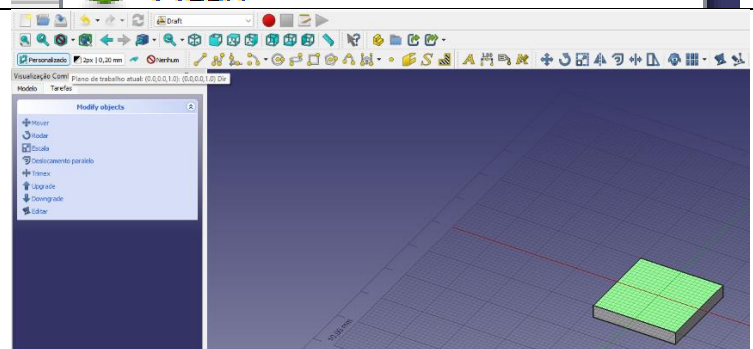 Draft
Personalizado 2px | 0,20 mm Nenhum
Visualização Com
Plano de trabalho atual: (0.0,0.0,1.0): (0.0,0.0,1.0) Dir
Modelo Tarefas
Modify objects
Mover
Rodar
Escala
Deslocamento paralelo
Trimex
Upgrade
Downgrade
Editar